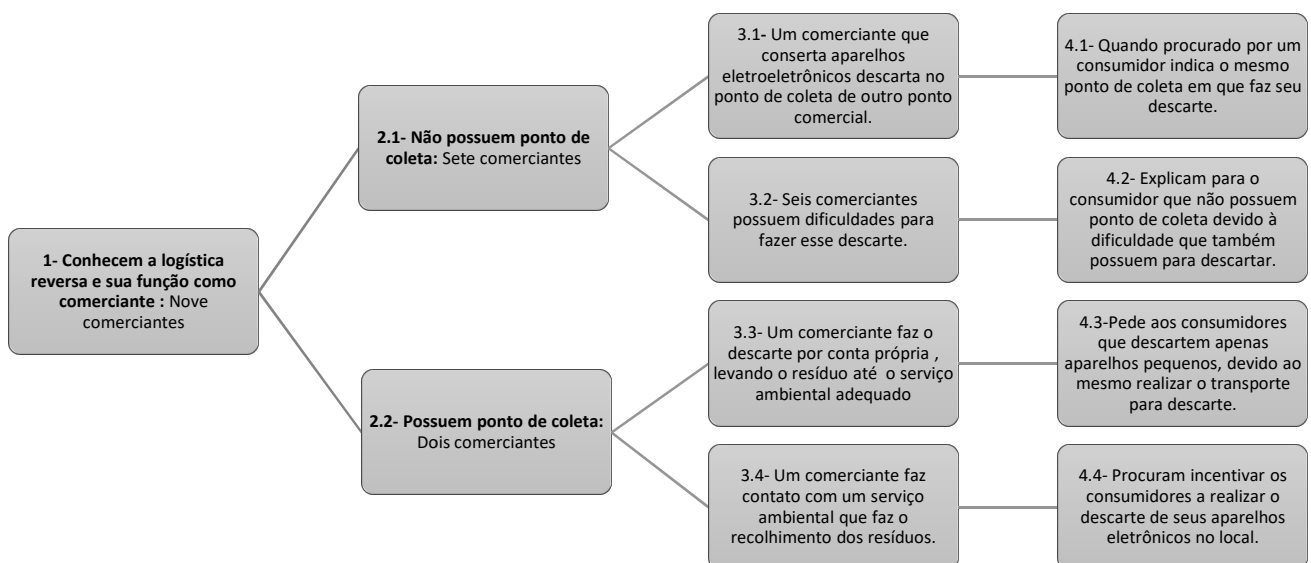 1- Conhecem a logística
reversa e sua função como
comerciante : Nove
comerciantes
2.1- Não possuem ponto de
coleta: Sete comerciantes
3.1- Um comerciante que
conserta aparelhos
eletroeletrônicos descarta no
ponto de coleta de outro ponto
comercial.
4.1- Quando procurado por um
consumidor indica o mesmo
ponto de coleta em que faz seu
descarte.
3.2- Seis comerciantes
possuem dificuldades para
fazer esse descarte.
4.2- Explicam para o
consumidor que não possuem
ponto de coleta devido à
dificuldade que também
possuem para descartar.
2.2- Possuem ponto de coleta:
Dois comerciantes
3.3- Um comerciante faz o
descarte por conta própria ,
levando o resíduo até o serviço
ambiental adequado
4.3-Pede aos consumidores
que descartem apenas
aparelhos pequenos, devido ao
mesmo realizar o transporte
para descarte.
3.4- Um comerciante faz
contato com um serviço
ambiental que faz o
recolhimento dos resíduos.
4.4- Procuram incentivar os
consumidores a realizar o
descarte de seus aparelhos
eletrônicos no local.